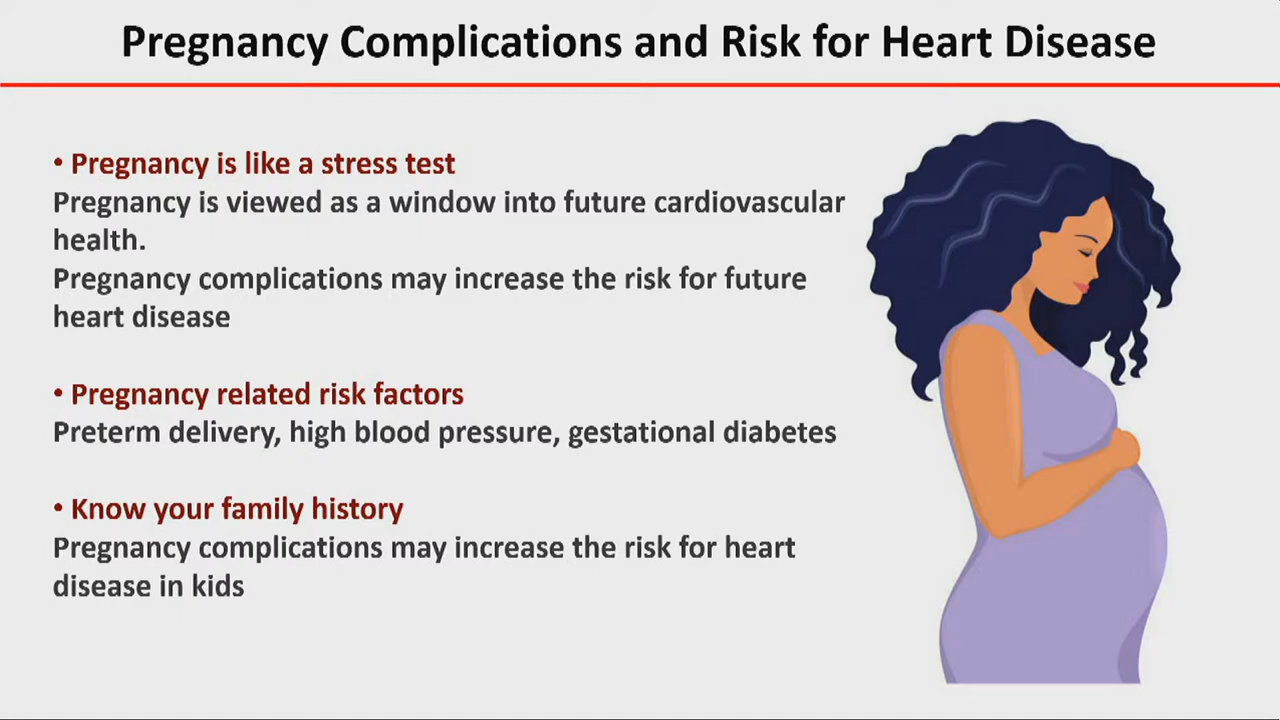 Pregnancy Complications and Risk for Heart Disease
• Pregnancy is like a stress test
Pregnancy is viewed as a window into future cardiovascular
health.
Pregnancy complications may increase the risk for future
heart disease
• Pregnancy related risk factors
Preterm delivery, high blood pressure, gestational diabetes
• Know your family history
Pregnancy complications may increase the risk for heart
disease in kids